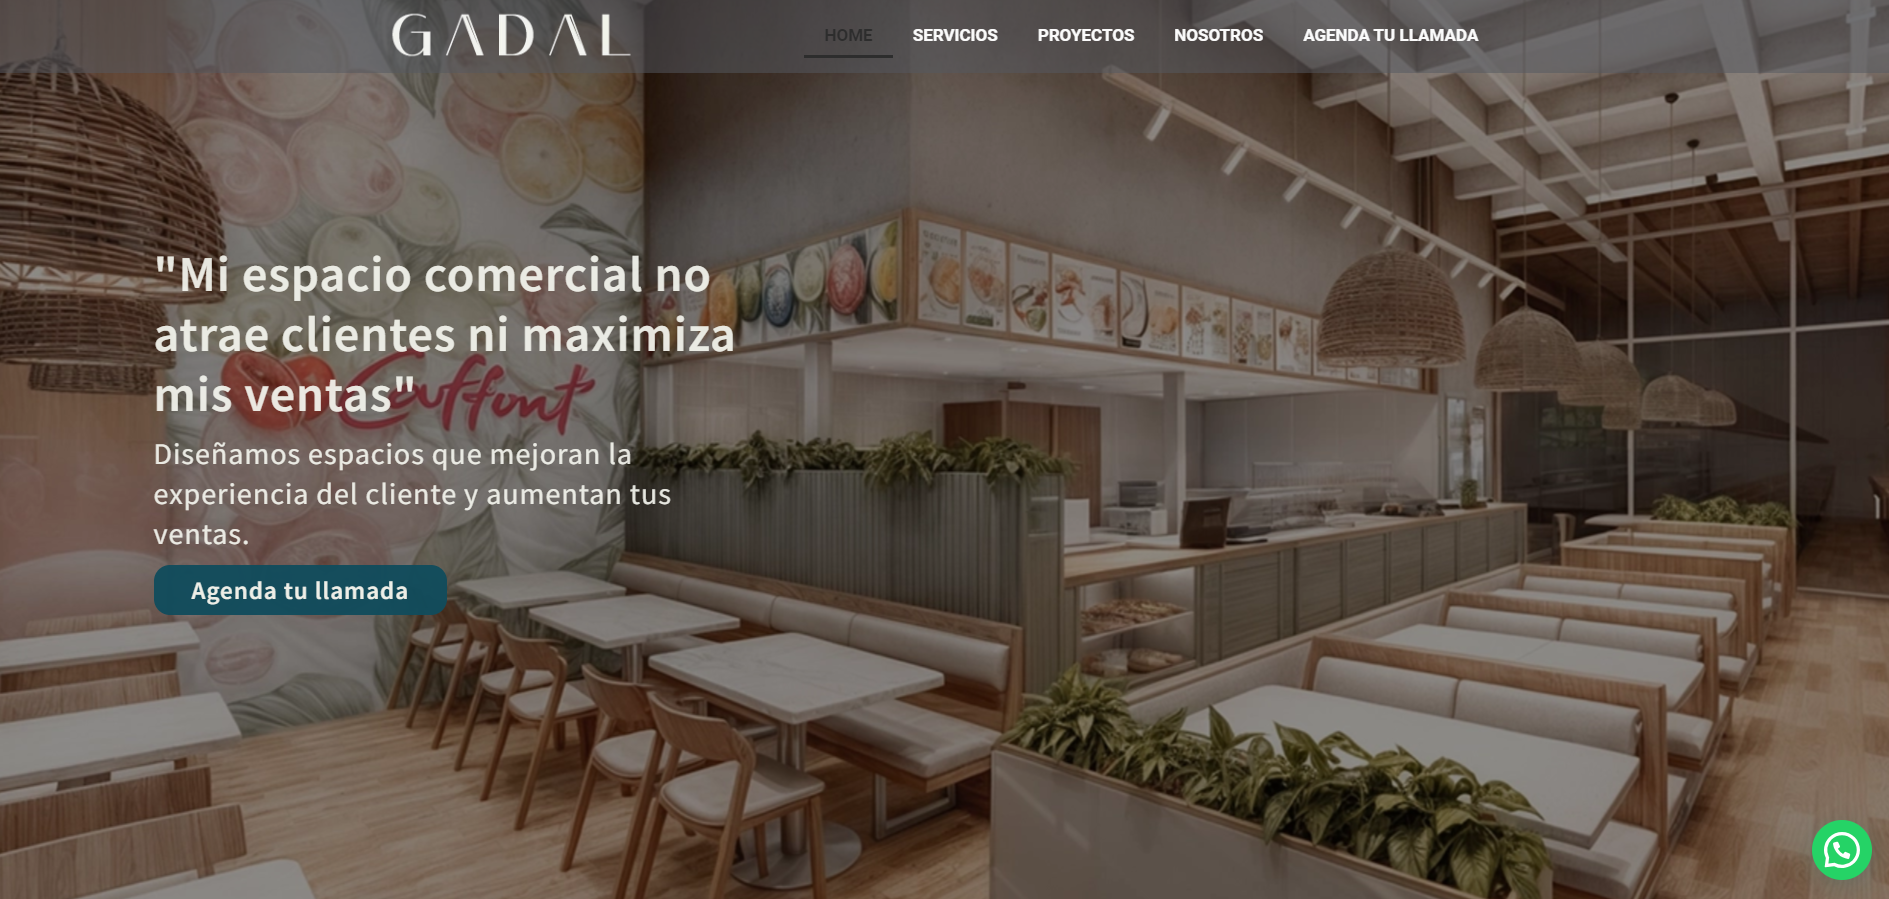 GADAL
HOME SERVICIOS PROYECTOS NOSOTROS AGENDA TU LLAMADA
"Mi espacio comercial no
atrae clientes ni maximiza
mis ventas"
Diseñamos espacios que mejoran la
experiencia del cliente y aumentan tus
ventas.
Agenda tu llamada